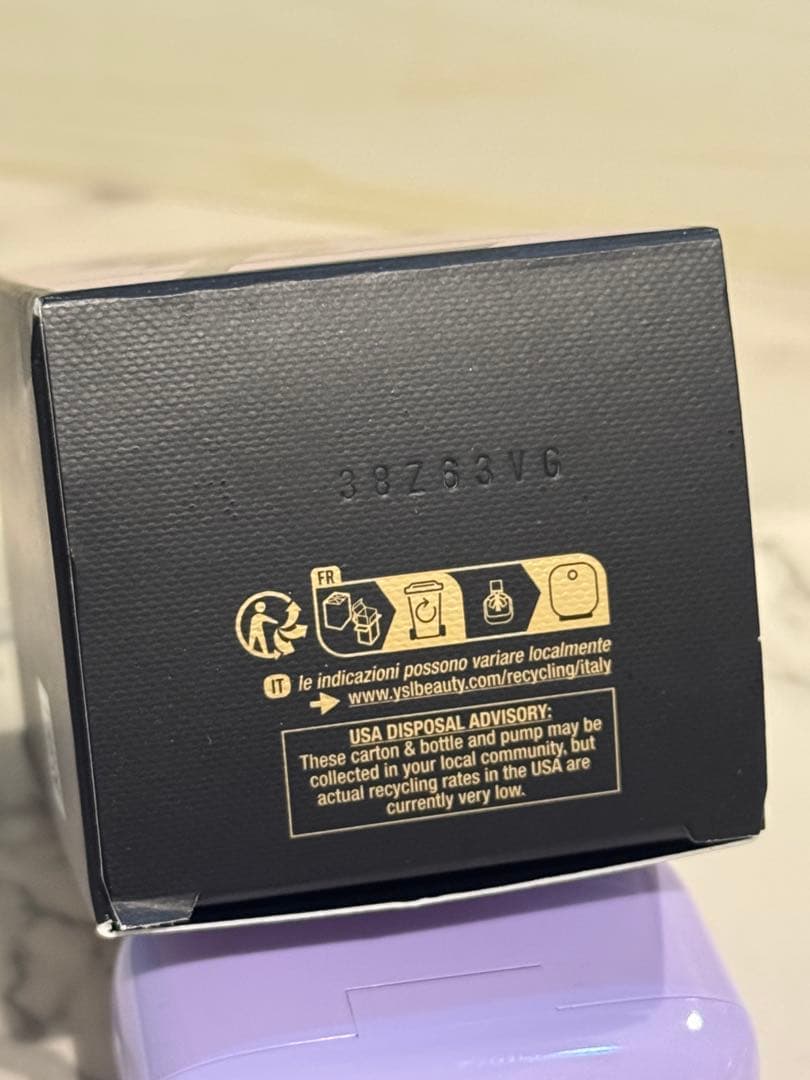 38Z63VG
FR
IT le indicazioni possono variare localmente
www.yslbeauty.com/recycling/italy
USA DISPOSAL ADVISORY:
These carton & bottle and pump may be
collected in your local community, but
actual recycling rates in the USA are
currently very low.